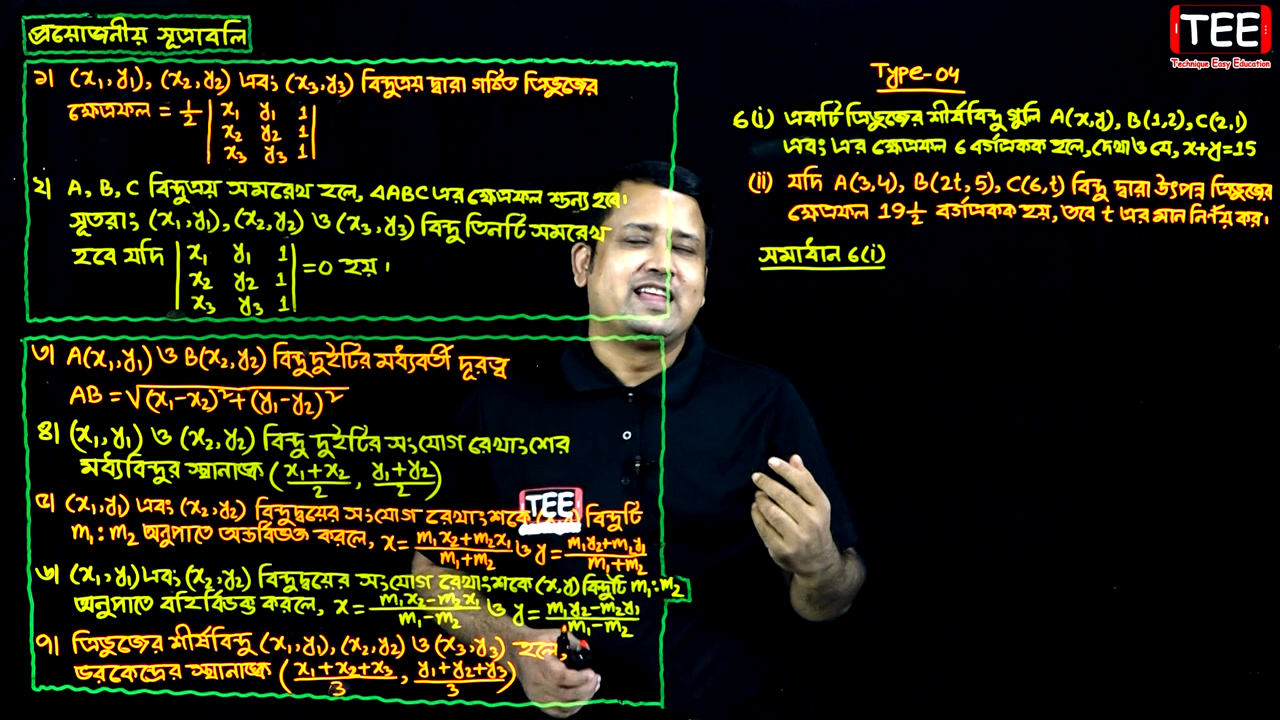 প্রয়োজনীয় সূত্রাবলি
১। (x₁, y₁), (x₂, y₂) এবং (x₃, y₃) বিন্দুত্রয় দ্বারা গঠিত ত্রিভুজের
ক্ষেত্রফল = 1/2 | x₁ y₁ 1 |
| x₂ y₂ 1 |
| x₃ y₃ 1 |
২। A, B, C বিন্দুত্রয় সমরেখ হলে, ΔABC এর ক্ষেত্রফল শূন্য হবে।
সুতরাং (x₁, y₁), (x₂, y₂) ও (x₃, y₃) বিন্দু তিনটি সমরেখ
হবে যদি | x₁ y₁ 1 |
| x₂ y₂ 1 | = 0 হয়।
| x₃ y₃ 1 |
৩। A(x₁, y₁) ও B(x₂, y₂) বিন্দু দুইটির মধ্যবর্তী দূরত্ব
AB = √(x₁-x₂)²+(y₁-y₂)²
৪। (x₁, y₁) ও (x₂, y₂) বিন্দু দুইটির সংযোগ রেখাংশের
মধ্যবিন্দুর স্থানাঙ্ক (x₁+x₂/2, y₁+y₂/2)
৫। (x₁, y₁) এবং (x₂, y₂) বিন্দুদ্বয়ের সংযোগ রেখাংশকে বিন্দুটি
m₁:m₂ অনুপাতে অন্তর্বিভক্ত করলে, x = m₁x₂+m₂x₁/m₁+m₂ ও y = m₁y₂+m₂y₁/m₁+m₂
৬। (x₁, y₁) এবং (x₂, y₂) বিন্দুদ্বয়ের সংযোগ রেখাংশকে (x, y) বিন্দুটি m₁:m₂
অনুপাতে বহির্বিভক্ত করলে, x = m₁x₂-m₂x₁/m₁-m₂ ও y = m₁y₂-m₂y₁/m₁-m₂
৭। ত্রিভুজের শীর্ষবিন্দু (x₁, y₁), (x₂, y₂) ও (x₃, y₃) হলে,
ভরকেন্দ্রের স্থানাঙ্ক (x₁+x₂+x₃/3, y₁+y₂+y₃/3)
TEE
TEE
Technique Easy Education
Type-04
6(i) একটি ত্রিভুজের শীর্ষবিন্দু গুলি A(x,y), B(1,2), C(2,1)
এবং এর ক্ষেত্রফল 6 বর্গএকক হলে, দেখাও যে, x+y=15
(ii) যদি A(3,4), B(2t,5), C(6,t) বিন্দু দ্বারা উৎপন্ন ত্রিভুজের
ক্ষেত্রফল 19 1/2 বর্গএকক হয়, তবে t এর মান নির্ণয় কর।
সমাধান 6(i)